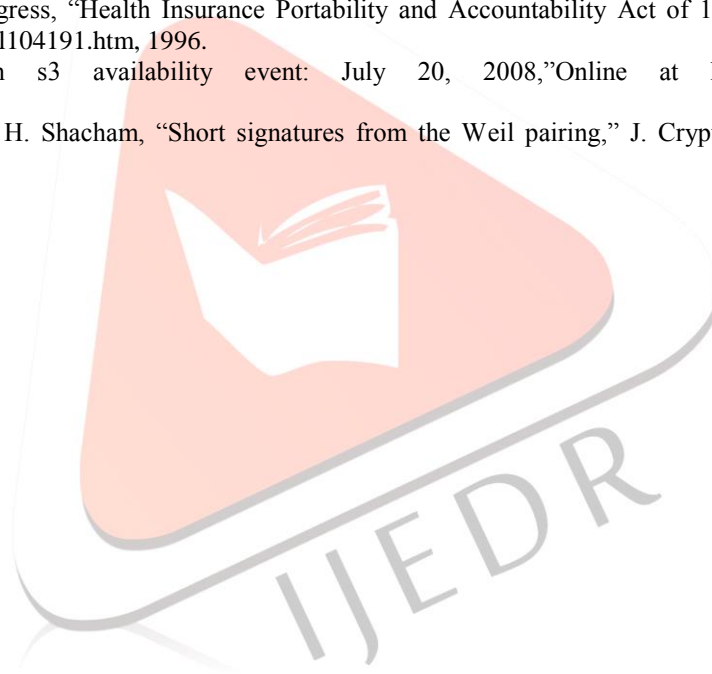 gress, “Health Insurance Portability and Accountability Act of 1
l104191.htm, 1996.
n s3 availability event: July 20, 2008,”Online at
H. Shacham, “Short signatures from the Weil pairing,” J. Cryp
IJEDR